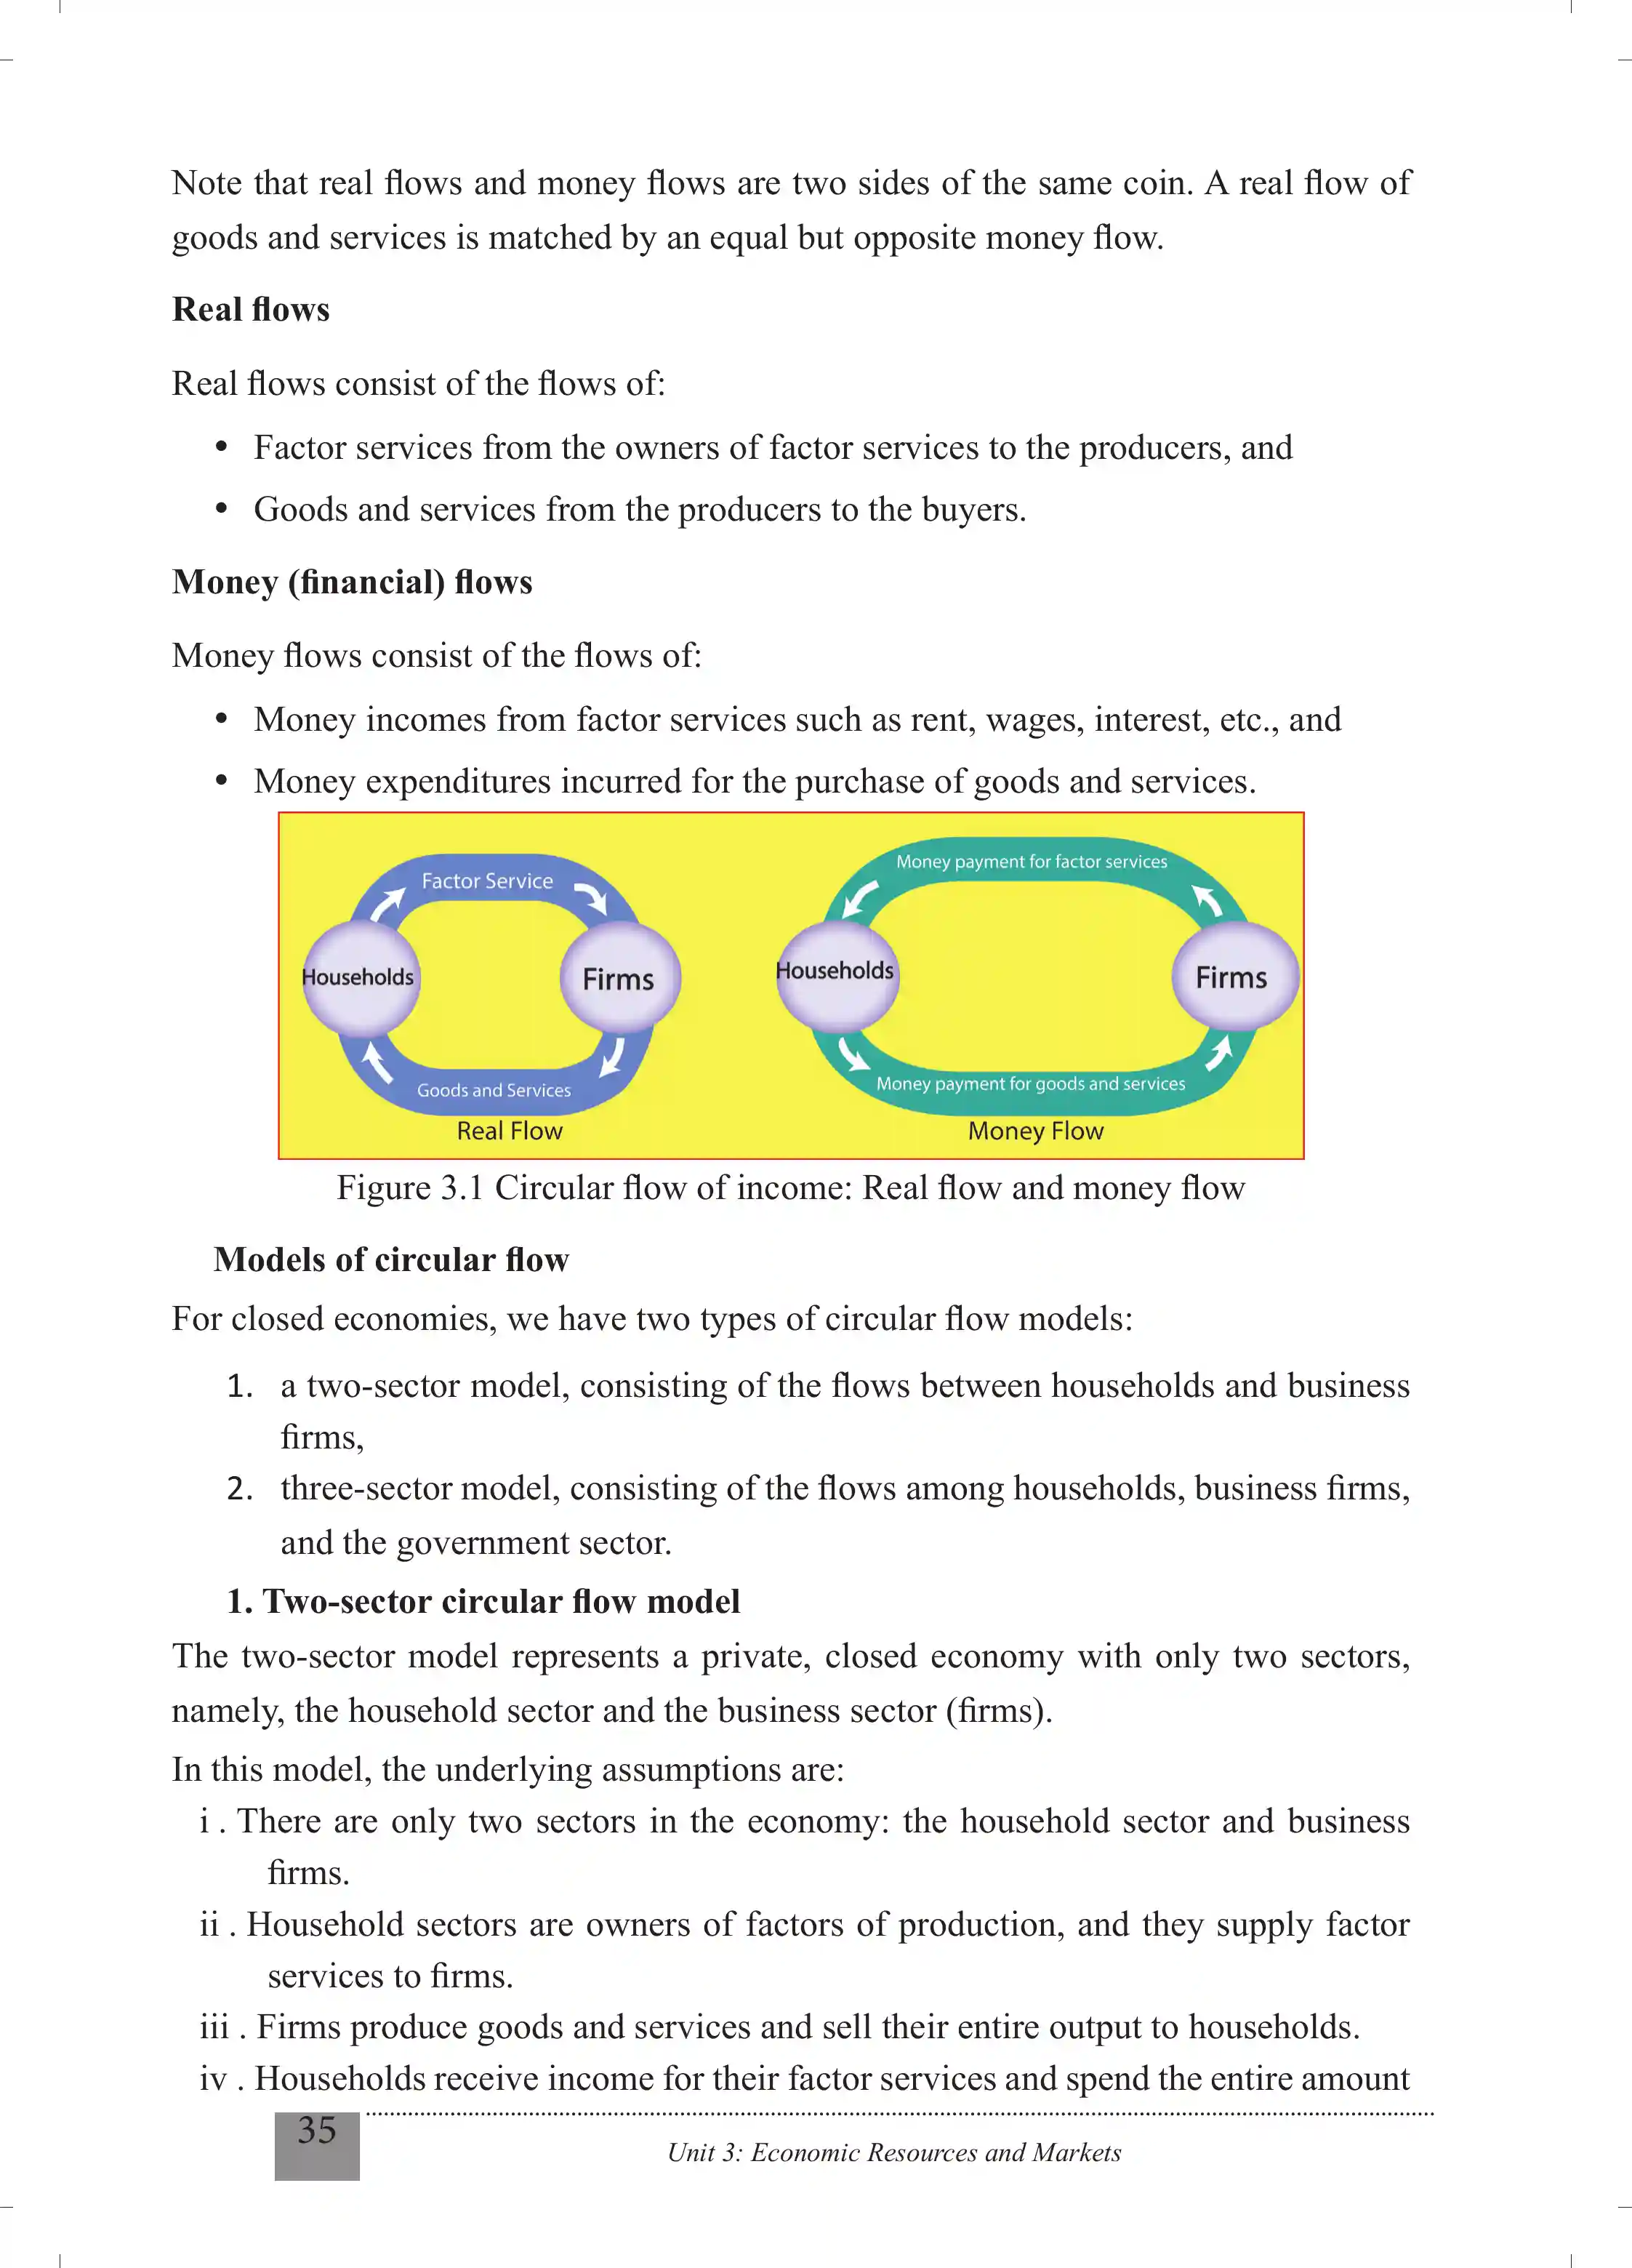 Note that real flows and money flows are two sides of the same coin. A real flow of
goods and services is matched by an equal but opposite money flow.
Real flows
Real flows consist of the flows of:
• Factor services from the owners of factor services to the producers, and
• Goods and services from the producers to the buyers.
Money (financial) flows
Money flows consist of the flows of:
• Money incomes from factor services such as rent, wages, interest, etc., and
• Money expenditures incurred for the purchase of goods and services.
Factor Service
Households
Firms
Goods and Services
Real Flow
Money payment for factor services
Households
Firms
Money payment for goods and services
Money Flow
Figure 3.1 Circular flow of income: Real flow and money flow
Models of circular flow
For closed economies, we have two types of circular flow models:
1. a two-sector model, consisting of the flows between households and business
firms,
2. three-sector model, consisting of the flows among households, business firms,
and the government sector.
1. Two-sector circular flow model
The two-sector model represents a private, closed economy with only two sectors,
namely, the household sector and the business sector (firms).
In this model, the underlying assumptions are:
i . There are only two sectors in the economy: the household sector and business
firms.
ii . Household sectors are owners of factors of production, and they supply factor
services to firms.
iii . Firms produce goods and services and sell their entire output to households.
iv . Households receive income for their factor services and spend the entire amount
35
Unit 3: Economic Resources and Markets